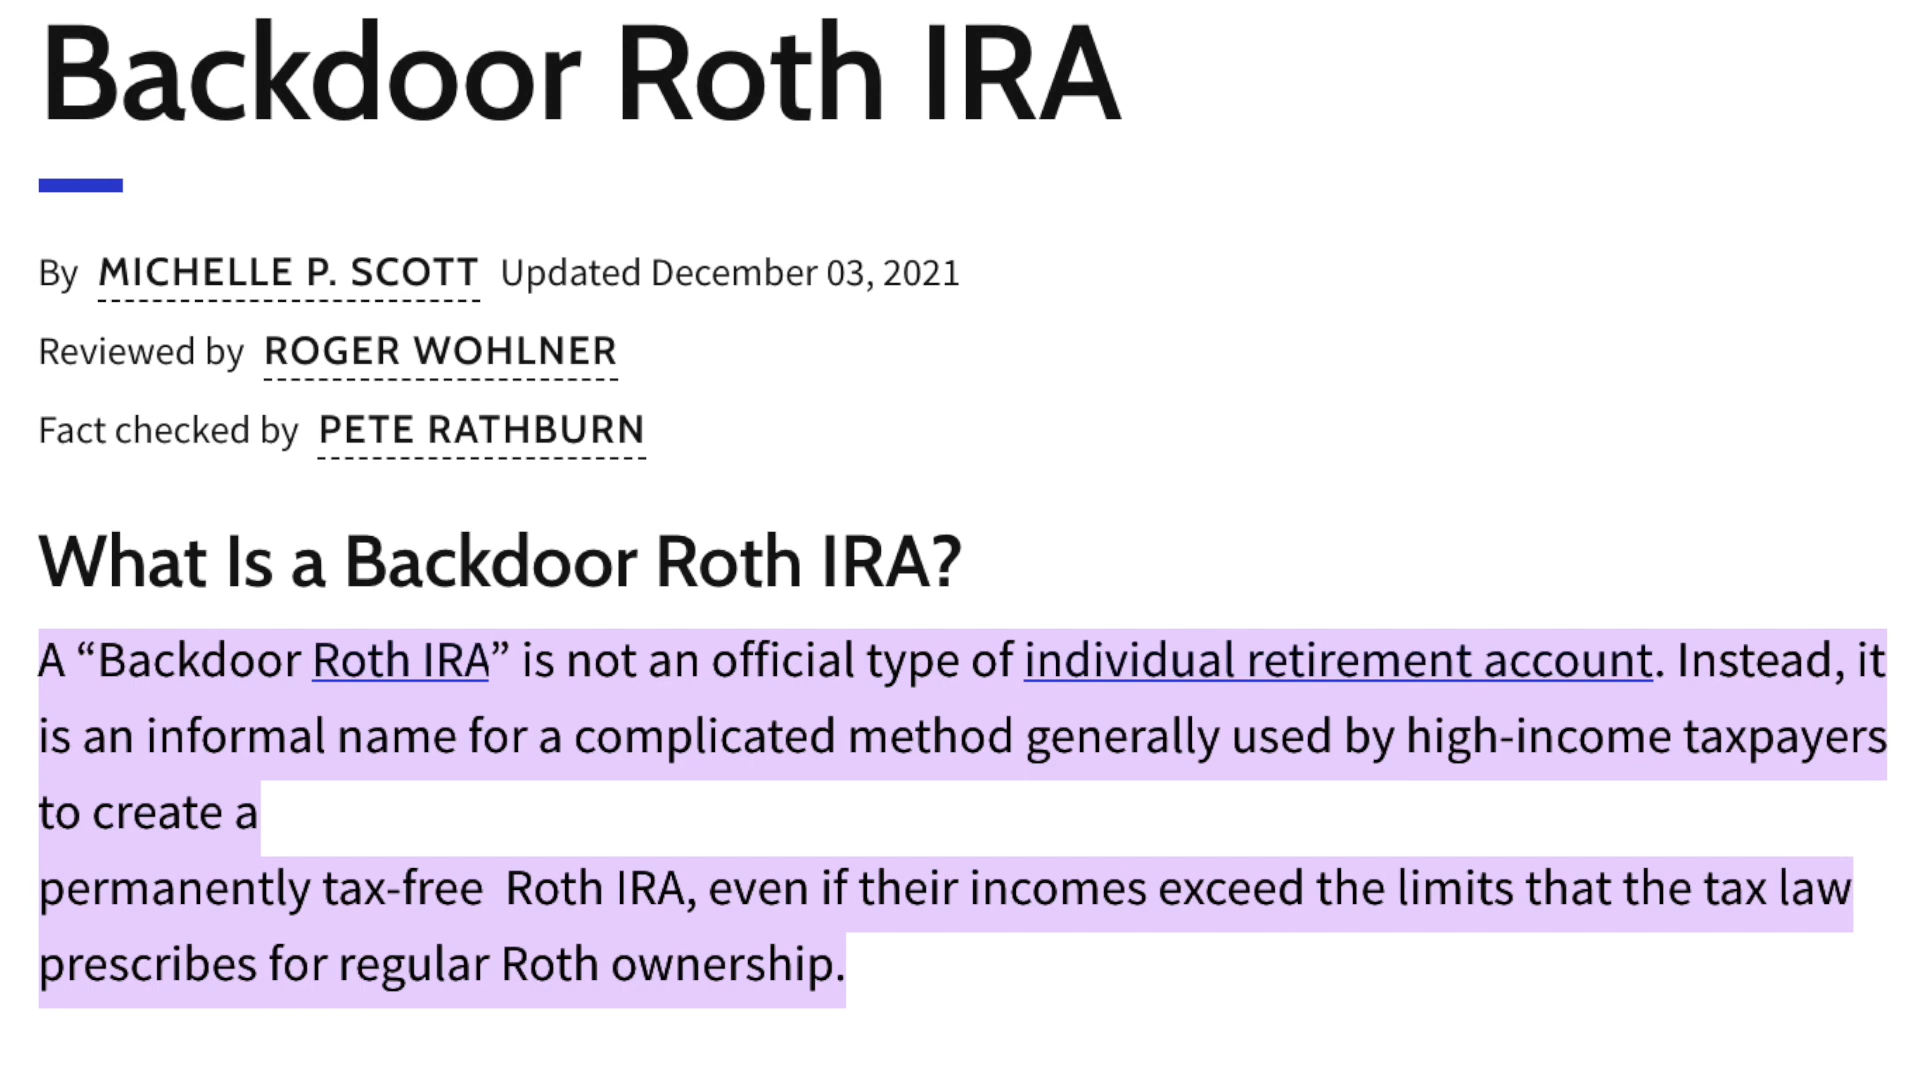 Backdoor Roth IRA
By MICHELLE P. SCOTT Updated December 03, 2021
Reviewed by ROGER WOHLNER
Fact checked by PETE RATHBURN
What Is a Backdoor Roth IRA?
A “Backdoor Roth IRA” is not an official type of individual retirement account. Instead, it
is an informal name for a complicated method generally used by high-income taxpayers
to create a
permanently tax-free Roth IRA, even if their incomes exceed the limits that the tax law
prescribes for regular Roth ownership.